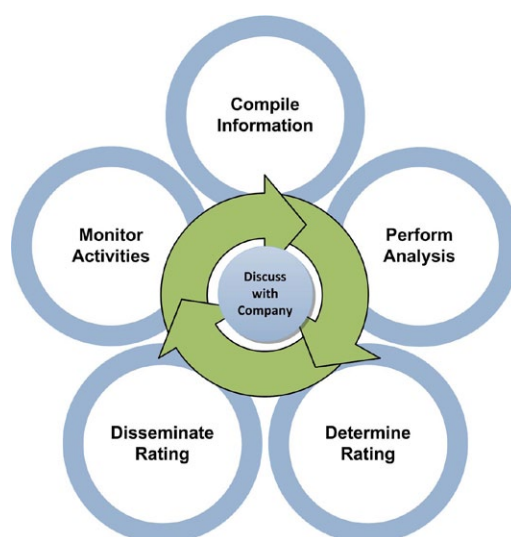 Compile
Information
Perform
Analysis
Determine
Rating
Disseminate
Rating
Monitor
Activities
Discuss
with
Company